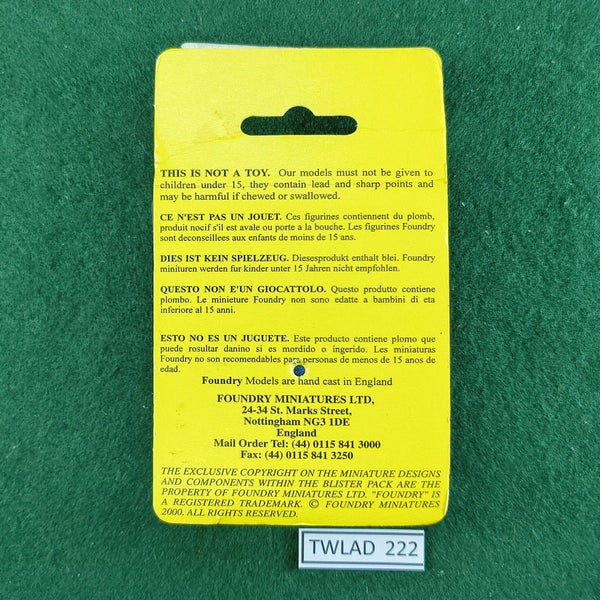 THIS IS NOT A TOY. Our models must not be given to
children under 15, they contain lead and sharp points and
may be harmful if chewed or swallowed.
CE N'EST PAS UN JOUET. Ces figurines contiennent du plomb,
produit nocif s'il est avale ou porte a la bouche. Les figurines Foundry
sont deconseillees aux enfants de moins de 15 ans.
DIES IST KEIN SPIELZEUG. Diesesprodukt enthalt blei. Foundry
minituren werden fur kinder unter 15 Jahren nicht empfohlen.
QUESTO NON E'UN GIOCATTOLO. Questo produtto contiene
plombo. Le minieture Foundry non sono edatte a bambini di eta
inferiore al 15 anni.
ESTO NO ES UN JUGUETE. Este producto contiene plomo que
puede rosultar danino si es mordido o ingerido. Les miniaturas
Foundry no son recomendables para personas de menos de 15 anos de
edad.
Foundry Models are hand cast in England
FOUNDRY MINIATURES LTD,
24-34 St. Marks Street,
Nottingham NG3 1DE
England
Mail Order Tel: (44) 0115 841 3000
Fax: (44) 0115 841 3250
THE EXCLUSIVE COPYRIGHT ON THE MINIATURE DESIGNS
AND COMPONENTS WITHIN THE BLISTER PACK ARE THE
PROPERTY OF FOUNDRY MINIATURES LTD. "FOUNDRY" IS
A REGISTERED TRADEMARK. © FOUNDRY MINIATURES
2000. ALL RIGHTS RESERVED.
TWLAD 222